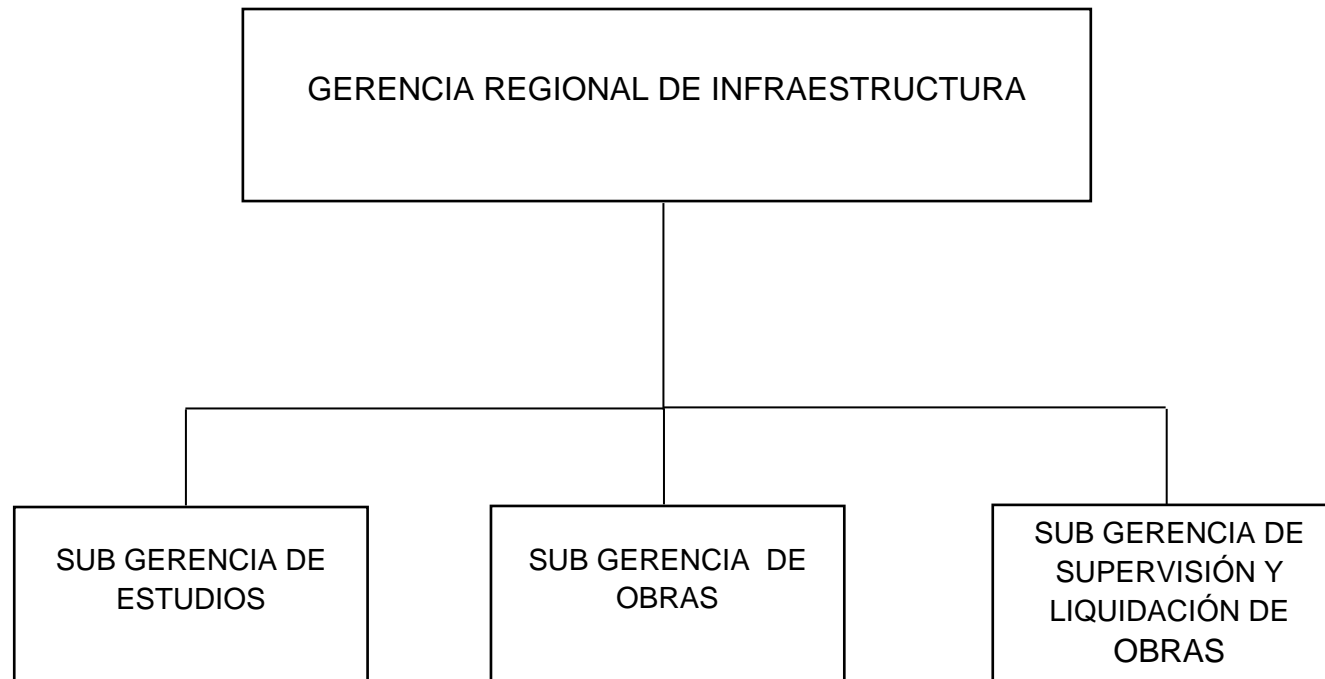 GERENCIA REGIONAL DE INFRAESTRUCTURA
SUB GERENCIA DE
ESTUDIOS
SUB GERENCIA DE
OBRAS
SUB GERENCIA DE
SUPERVISIÓN Y
LIQUIDACIÓN DE
OBRAS